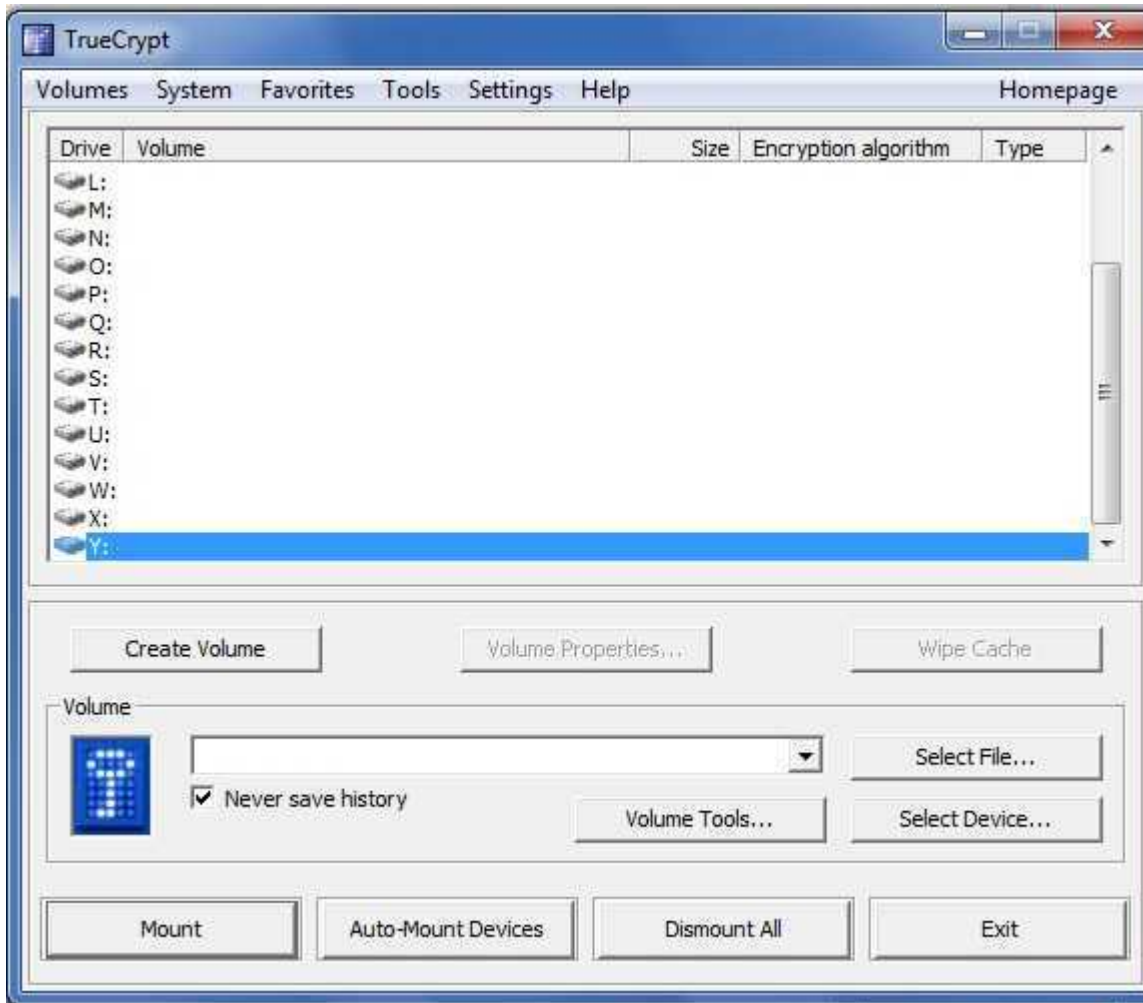 TrueCrypt
Volumes System Favorites Tools Settings Help Homepage
Drive Volume Size Encryption algorithm Type
L:
M:
N:
O:
P:
Q:
R:
S:
T:
U:
V:
W:
X:
Y:
Create Volume Volume Properties... Wipe Cache
Volume
Select File...
Never save history
Volume Tools... Select Device...
Mount Auto-Mount Devices Dismount All Exit